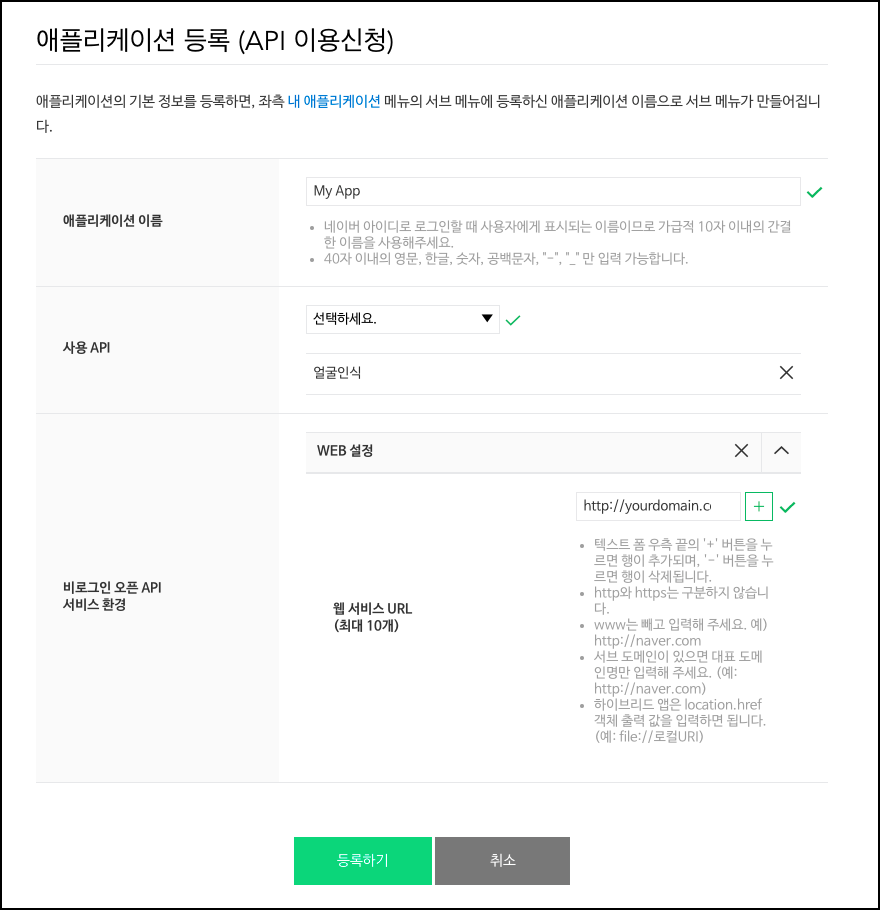 애플리케이션 등록 (API 이용신청)
애플리케이션의 기본 정보를 등록하면, 좌측 내 애플리케이션 메뉴의 서브 메뉴에 등록하신 애플리케이션 이름으로 서브 메뉴가 만들어집니
다.
애플리케이션 이름
My App
네이버 아이디로 로그인할 때 사용자에게 표시되는 이름이므로 가급적 10자 이내의 간결
한 이름을 사용해주세요.
40자 이내의 영문, 한글, 숫자, 공백문자, "-", "_" 만 입력 가능합니다.
사용 API
선택하세요.
얼굴인식
비로그인 오픈 API
서비스 환경
WEB 설정
웹 서비스 URL
(최대 10개)
http://yourdomain.c
텍스트 폼 우측 끝의 '+' 버튼을 누
르면 행이 추가되며, '-' 버튼을 누
르면 행이 삭제됩니다.
http와 https는 구분하지 않습니
다.
www는 빼고 입력해 주세요. 예)
http://naver.com
서브 도메인이 있으면 대표 도메
인명만 입력해 주세요. (예:
http://naver.com)
하이브리드 앱은 location.href
객체 출력 값을 입력하면 됩니다.
(예: file://로컬URI)
등록하기
취소